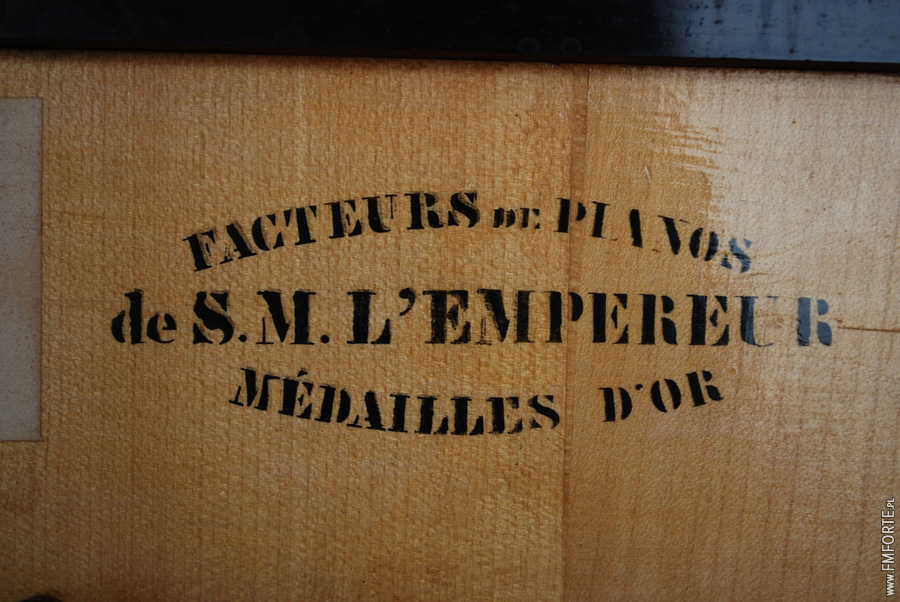 FACTEURS DE PIANOS
de S.M. L'EMPEREUR
MÉDAILLES D'OR
www.FMFORTE.PL